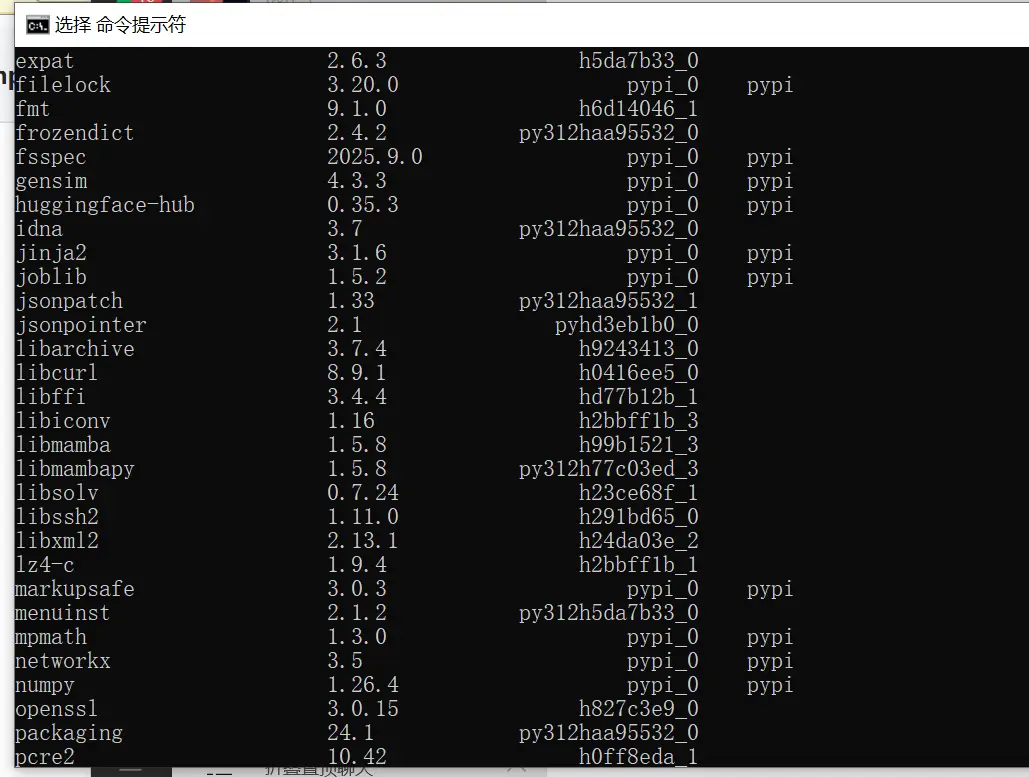 选择 命令提示符
expat 2.6.3 h5da7b33_0
filelock 3.20.0 pypi_0 pypi
fmt 9.1.0 h6d14046_1
frozendict 2.4.2 py312haa95532_0
fsspec 2025.9.0 pypi_0 pypi
gensim 4.3.3 pypi_0 pypi
huggingface-hub 0.35.3 pypi_0 pypi
idna 3.7 py312haa95532_0
jinja2 3.1.6 pypi_0 pypi
joblib 1.5.2 pypi_0 pypi
jsonpatch 1.33 py312haa95532_1
jsonpointer 2.1 pyhd3eb1b0_0
libarchive 3.7.4 h9243413_0
libcurl 8.9.1 h0416ee5_0
libffi 3.4.4 hd77b12b_1
libiconv 1.16 h2bbff1b_3
libmamba 1.5.8 h99b1521_3
libmambapy 1.5.8 py312h77c03ed_3
libsolv 0.7.24 h23ce68f_1
libssh2 1.11.0 h291bd65_0
libxml2 2.13.1 h24da03e_2
lz4-c 1.9.4 h2bbff1b_1
markupsafe 3.0.3 pypi_0 pypi
menuinst 2.1.2 py312h5da7b33_0
mpmath 1.3.0 pypi_0 pypi
networkx 3.5 pypi_0 pypi
numpy 1.26.4 pypi_0 pypi
openssl 3.0.15 h827c3e9_0
packaging 24.1 py312haa95532_0
pcre2 10.42 h0ff8eda_1
折叠置顶聊天